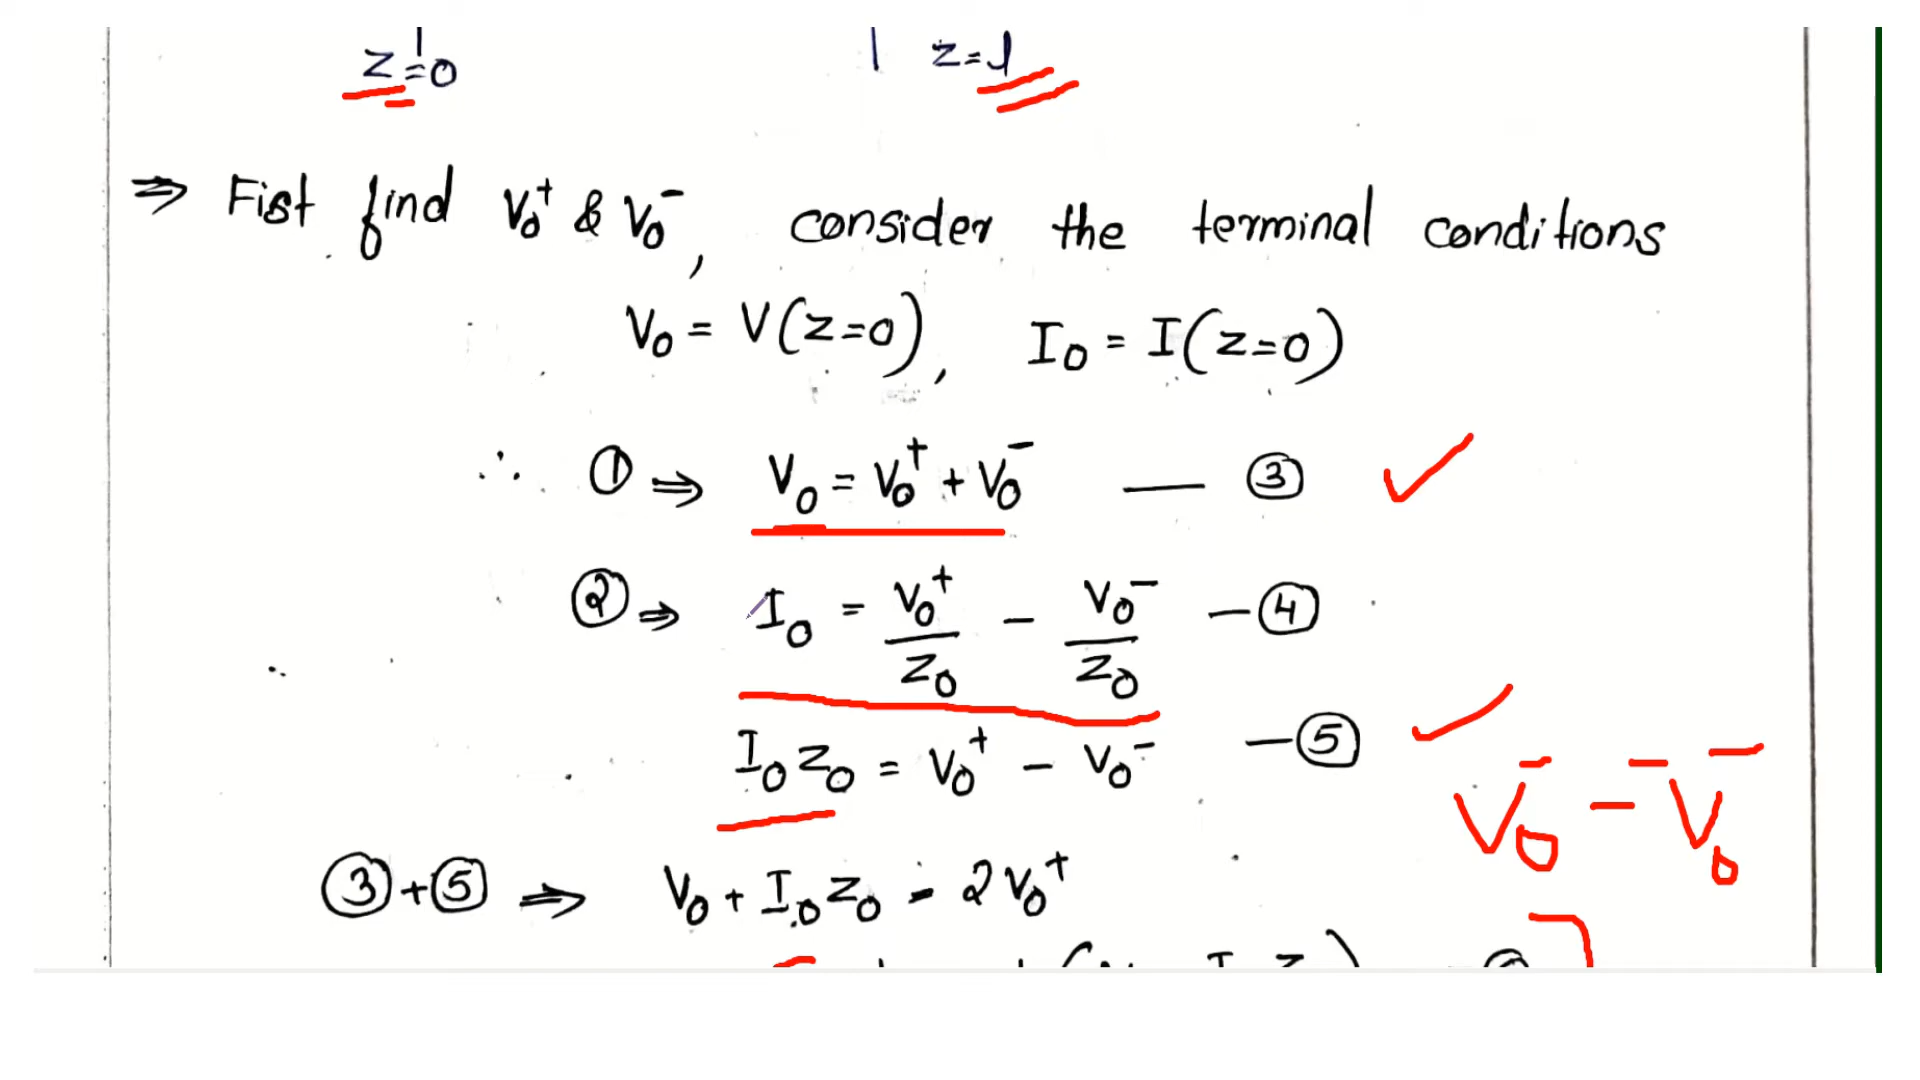 z=0 z=l
⇒ Fist find V₀⁺ & V₀⁻, consider the terminal conditions
V₀ = V(z=0), I₀ = I(z=0)
∴ ① ⇒ V₀ = V₀⁺ + V₀⁻ — ③
② ⇒ I₀ = V₀⁺/Z₀ - V₀⁻/Z₀ - ④
I₀Z₀ = V₀⁺ - V₀⁻ - ⑤
V₀⁻ - V₀⁻
③+⑤ ⇒ V₀ + I₀Z₀ = 2V₀⁺